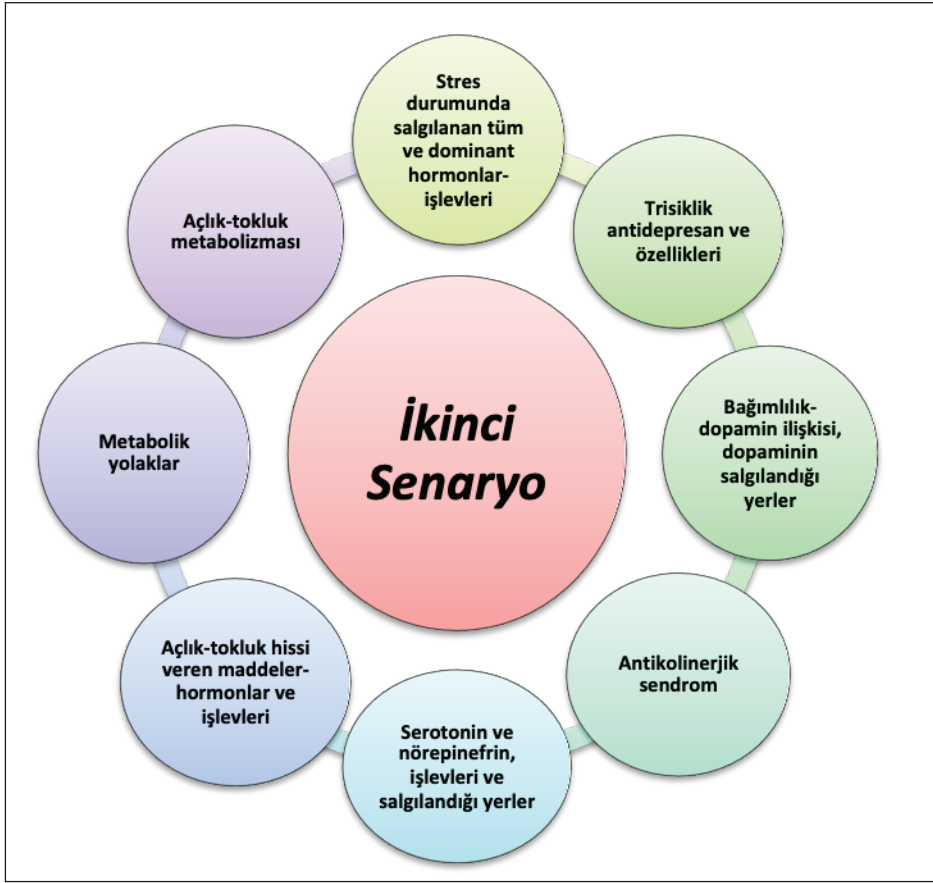 Stres
durumunda
salgılanan tüm
ve dominant
hormonlar-
işlevleri
Trisiklik
antidepresan ve
özellikleri
Bağımlılık-
dopamin ilişkisi,
dopaminin
salgılandığı
yerler
Antikolinerjik
sendrom
Serotonin ve
nörepinefrin,
işlevleri ve
salgılandığı yerler
Açlık-tokluk hissi
veren maddeler-
hormonlar ve
işlevleri
Metabolik
yolaklar
Açlık-tokluk
metabolizması
İkinci
Senaryo